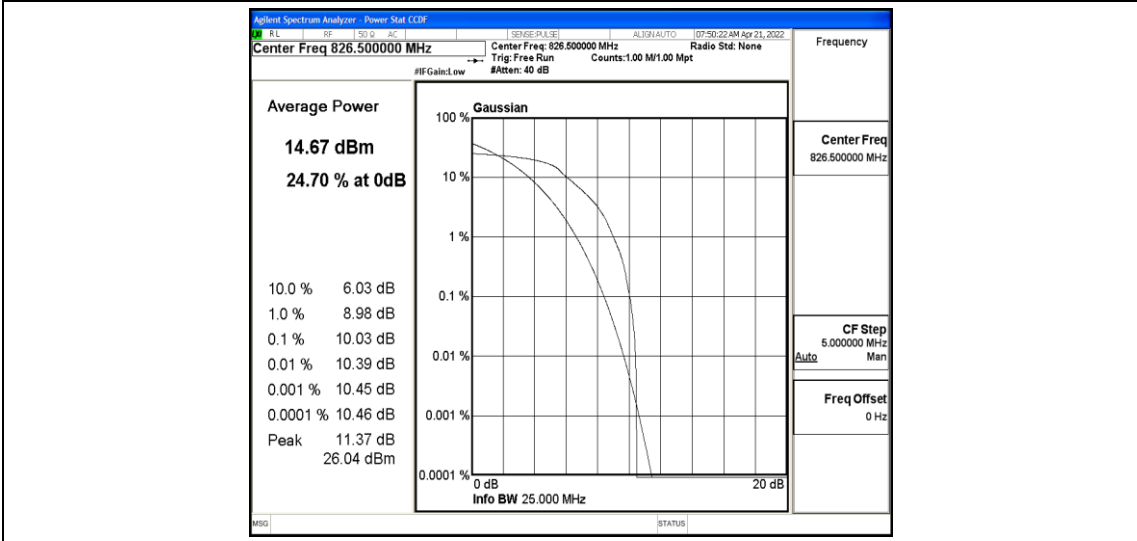 Agilent Spectrum Analyzer - Power Stat CCDF
LXI RL RF 50 Ω AC SENSE:PULSE ALIGNAUTO 07:50:22 AM Apr 21, 2022
Center Freq 826.500000 MHz
Center Freq: 826.500000 MHz Radio Std: None
Trig: Free Run Counts:1.00 M/1.00 Mpt
#IFGain:Low #Atten: 40 dB
Frequency
Center Freq
826.500000 MHz
CF Step
5.000000 MHz
Auto Man
Freq Offset
0 Hz
Average Power
14.67 dBm
24.70 % at 0dB
10.0 % 6.03 dB
1.0 % 8.98 dB
0.1 % 10.03 dB
0.01 % 10.39 dB
0.001 % 10.45 dB
0.0001 % 10.46 dB
Peak 11.37 dB
26.04 dBm
Gaussian
100 %
10 %
1 %
0.1 %
0.01 %
0.001 %
0.0001 %
0 dB 20 dB
Info BW 25.000 MHz
MSG STATUS